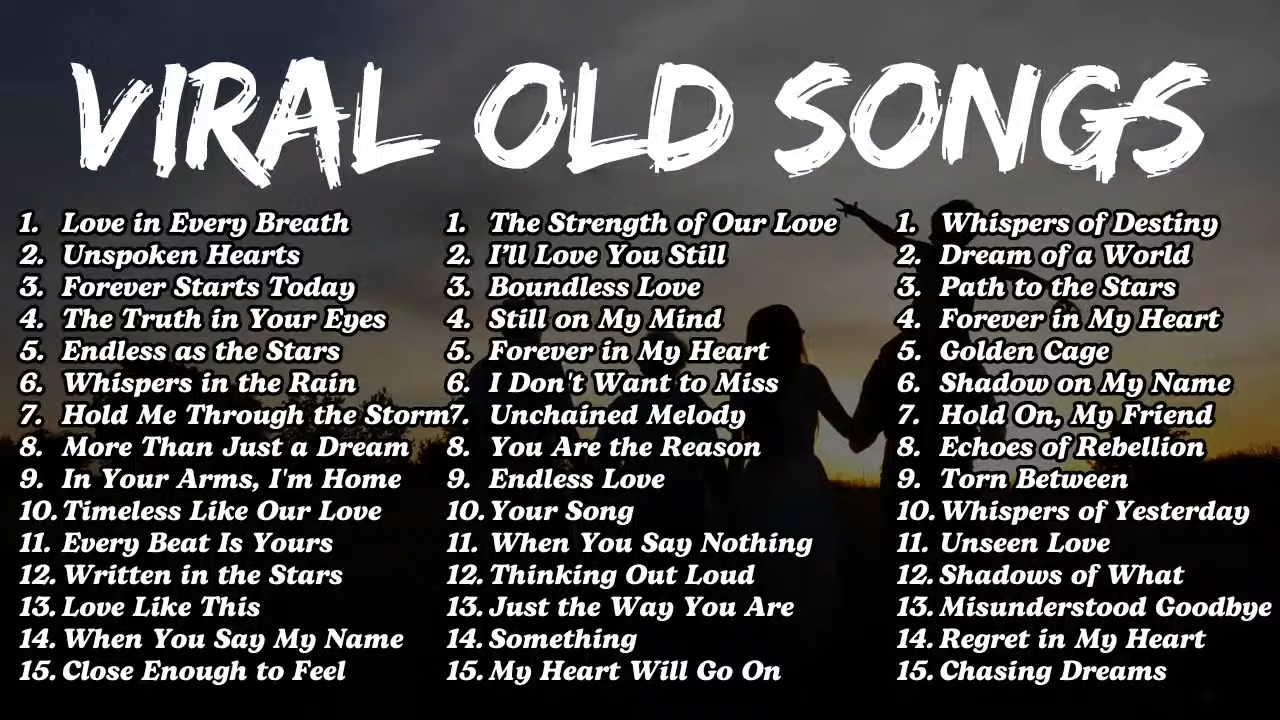 VIRAL OLD SONGS
1. Love in Every Breath
2. Unspoken Hearts
3. Forever Starts Today
4. The Truth in Your Eyes
5. Endless as the Stars
6. Whispers in the Rain
7. Hold Me Through the Storm
8. More Than Just a Dream
9. In Your Arms, I'm Home
10. Timeless Like Our Love
11. Every Beat Is Yours
12. Written in the Stars
13. Love Like This
14. When You Say My Name
15. Close Enough to Feel
1. The Strength of Our Love
2. I’ll Love You Still
3. Boundless Love
4. Still on My Mind
5. Forever in My Heart
6. I Don't Want to Miss
7. Unchained Melody
8. You Are the Reason
9. Endless Love
10. Your Song
11. When You Say Nothing
12. Thinking Out Loud
13. Just the Way You Are
14. Something
15. My Heart Will Go On
1. Whispers of Destiny
2. Dream of a World
3. Path to the Stars
4. Forever in My Heart
5. Golden Cage
6. Shadow on My Name
7. Hold On, My Friend
8. Echoes of Rebellion
9. Torn Between
10. Whispers of Yesterday
11. Unseen Love
12. Shadows of What
13. Misunderstood Goodbye
14. Regret in My Heart
15. Chasing Dreams